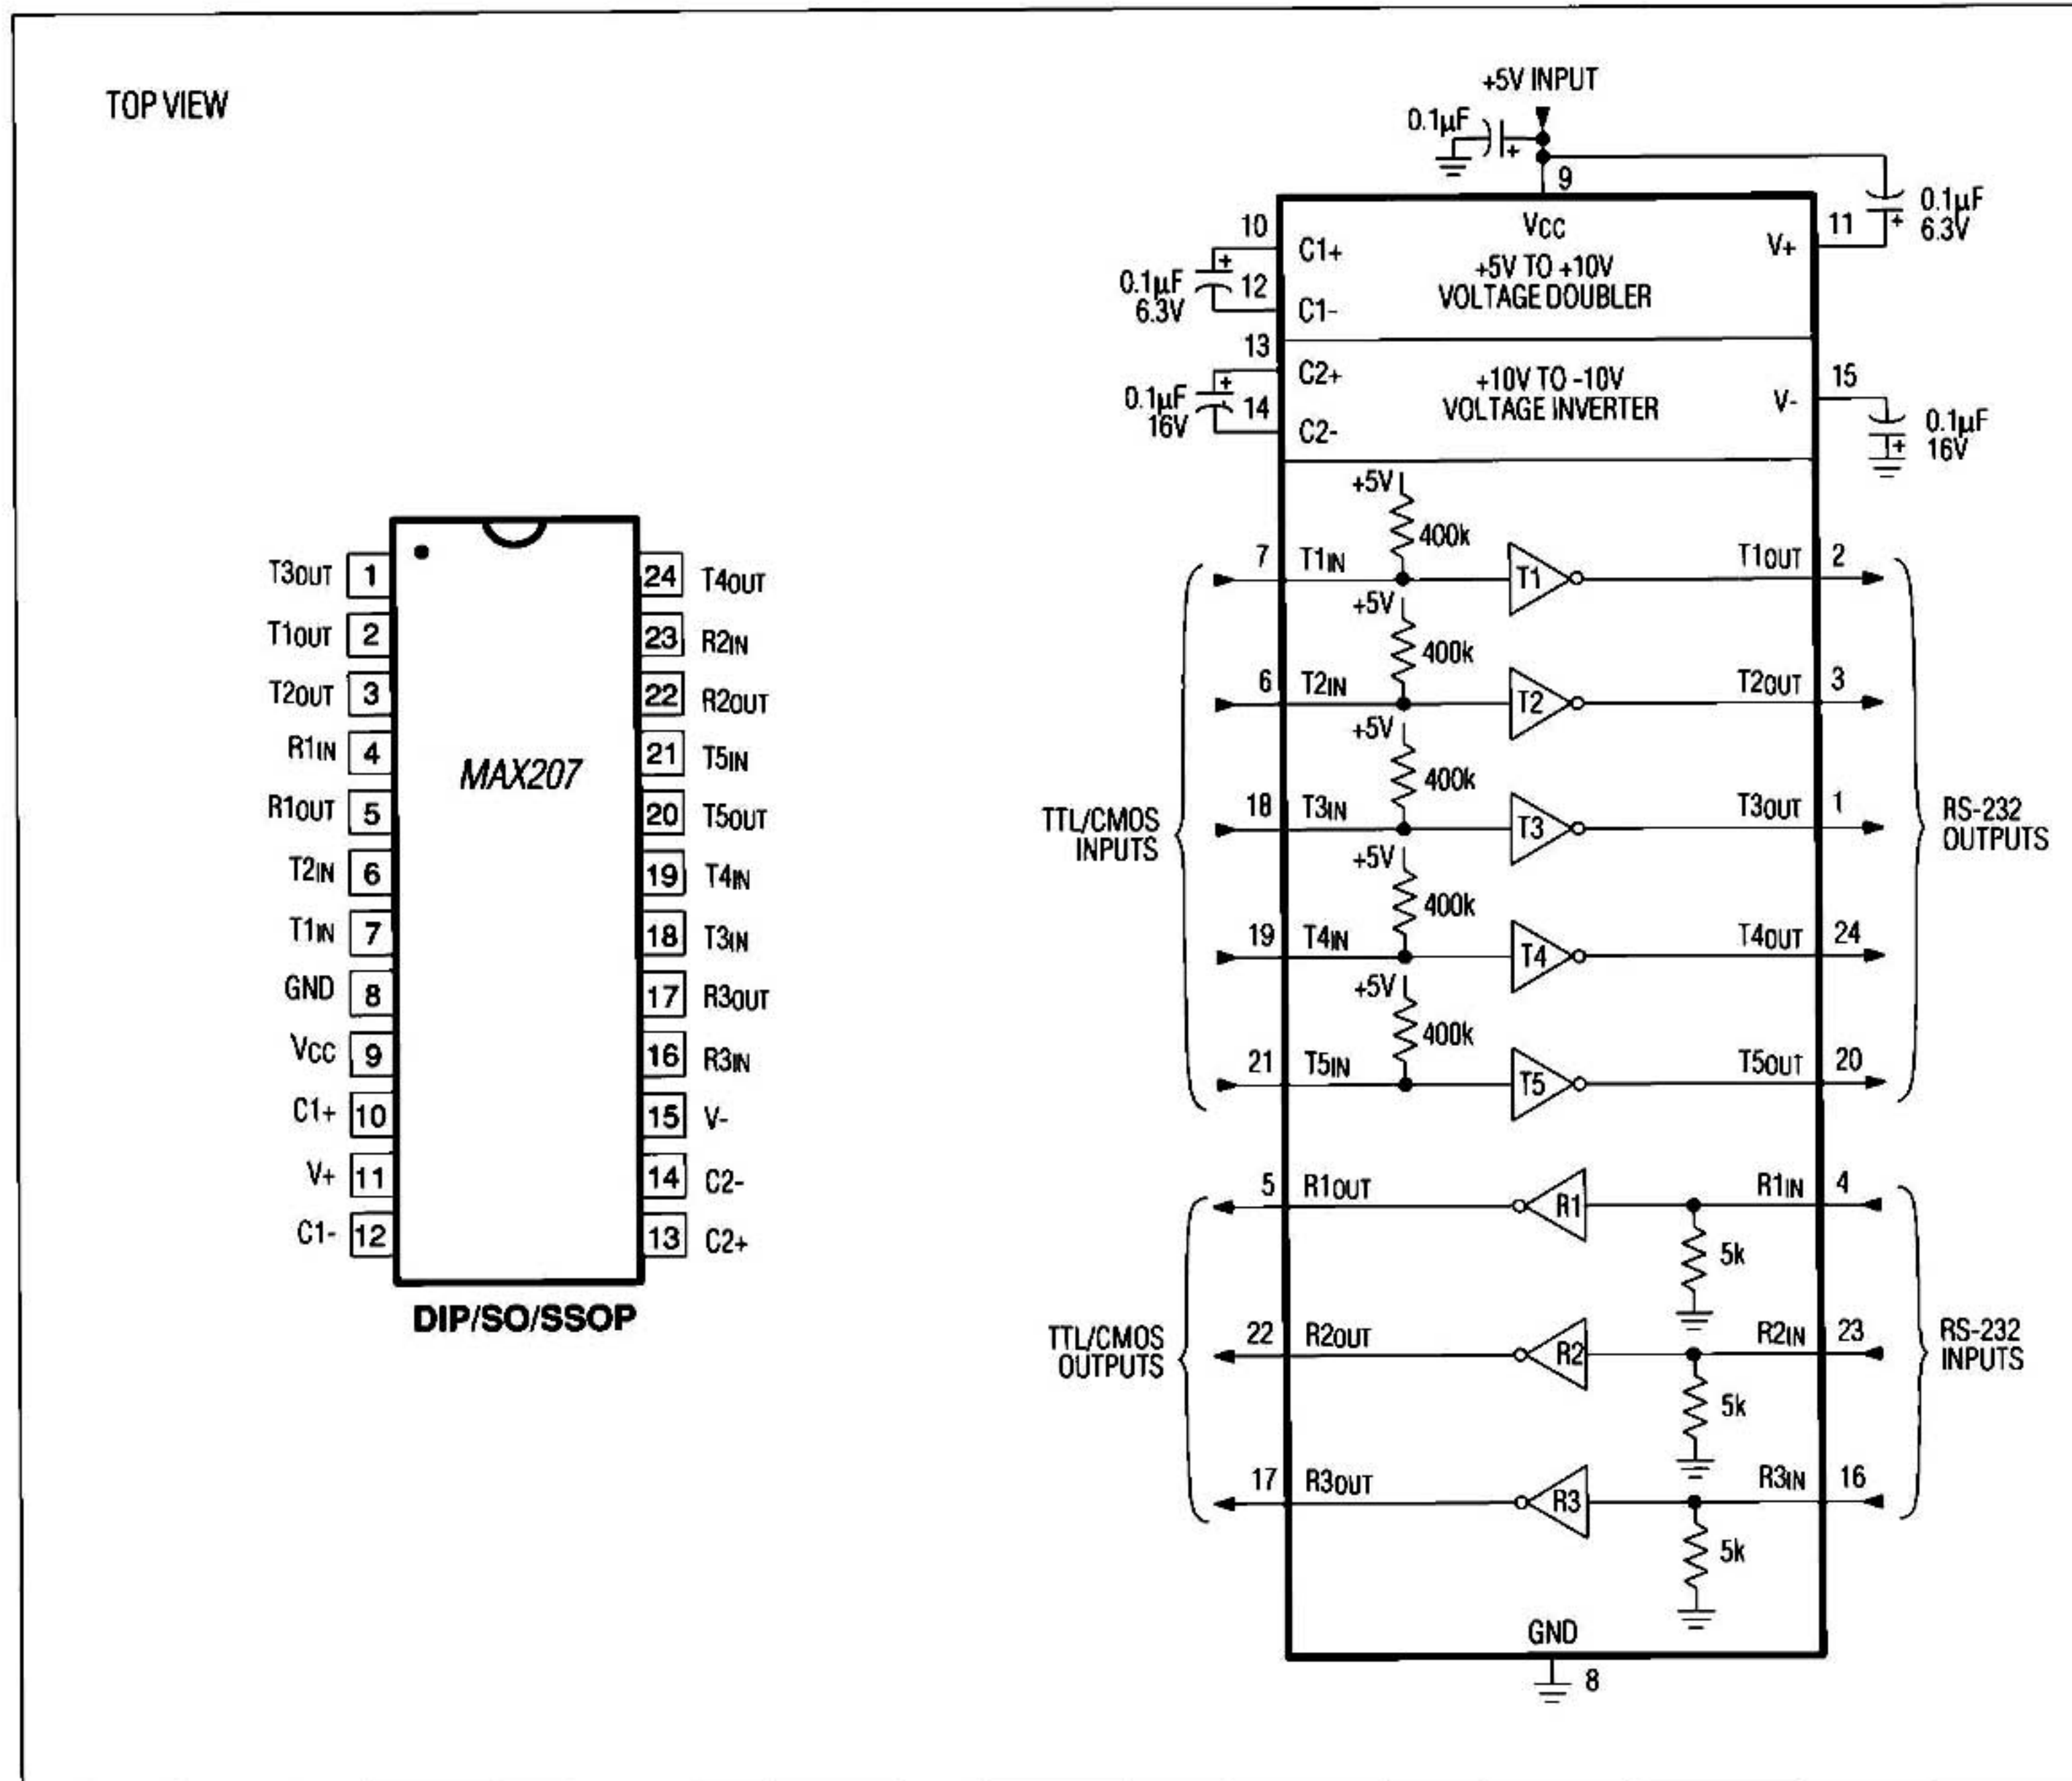 TOP VIEW
T3OUT 1
T1OUT 2
T2OUT 3
R1IN 4
R1OUT 5
T2IN 6
T1IN 7
GND 8
VCC 9
C1+ 10
V+ 11
C1- 12
MAX207
24 T4OUT
23 R2IN
22 R2OUT
21 T5IN
20 T5OUT
19 T4IN
18 T3IN
17 R3OUT
16 R3IN
15 V-
14 C2-
13 C2+
DIP/SO/SSOP
+5V INPUT
0.1µF
+
9
VCC
+5V TO +10V
VOLTAGE DOUBLER
10
C1+
+
0.1µF
6.3V
12
C1-
V+
11
+
0.1µF
6.3V
13
C2+
+
0.1µF
16V
14
C2-
+10V TO -10V
VOLTAGE INVERTER
V-
15
+
0.1µF
16V
+5V
400k
7 T1IN T1 T1OUT 2
+5V
400k
6 T2IN T2 T2OUT 3
+5V
400k
18 T3IN T3 T3OUT 1
+5V
400k
19 T4IN T4 T4OUT 24
+5V
400k
21 T5IN T5 T5OUT 20
TTL/CMOS
INPUTS
RS-232
OUTPUTS
5 R1OUT R1 R1IN 4
5k
22 R2OUT R2 R2IN 23
5k
17 R3OUT R3 R3IN 16
5k
TTL/CMOS
OUTPUTS
RS-232
INPUTS
GND
8